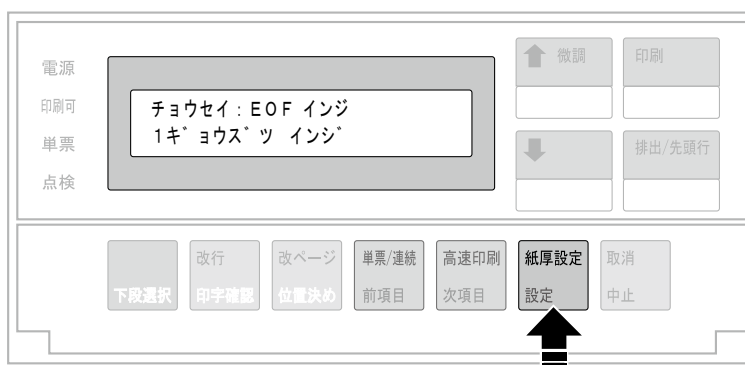 電源
印刷可
単票
点検
チョウセイ:EOF インジ
1ギョウズツ インジ
微調
印刷
排出/先頭行
改行
改ページ
単票/連続
高速印刷
紙厚設定
取消
下段選択
印字確認
位置決め
前項目
次項目
設定
中止